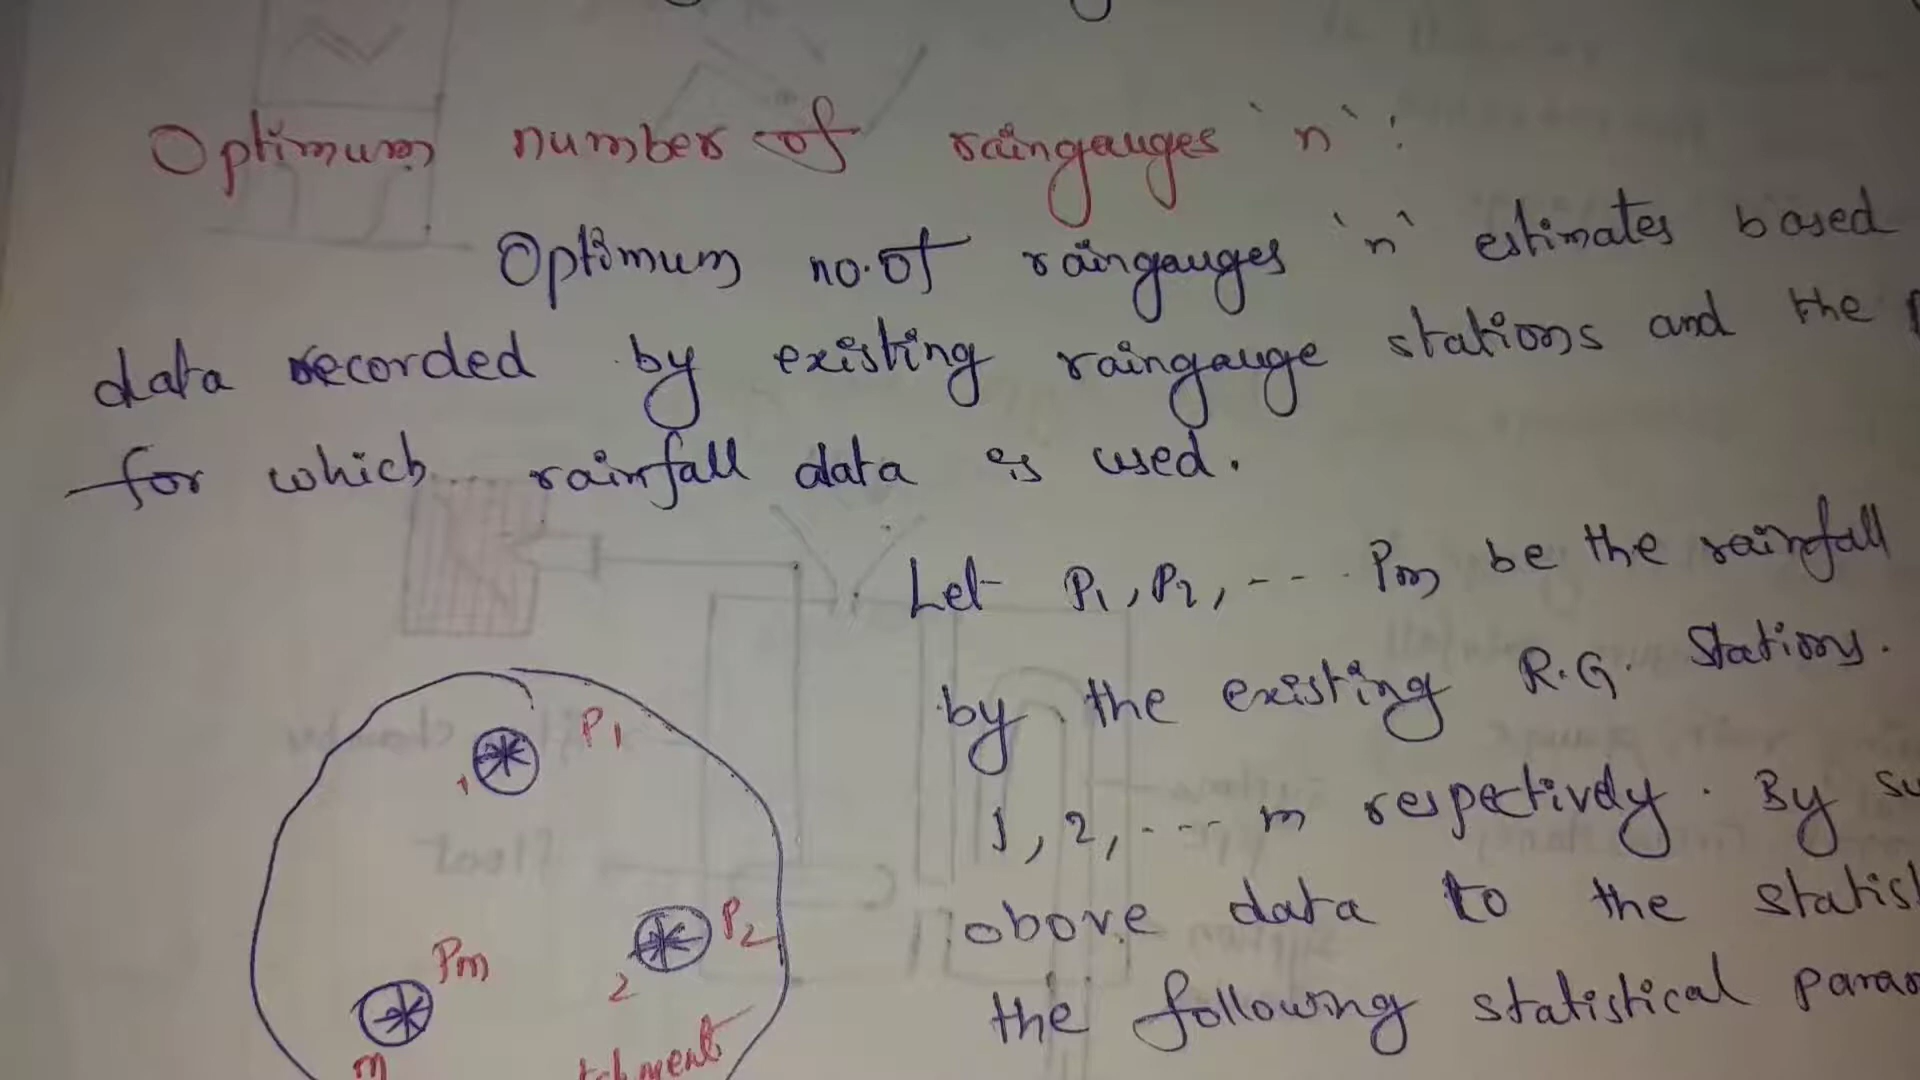 Optimum number of raingauges 'n' :
Optimum no. of raingauges 'n' estimates based
data recorded by existing raingauge stations and the
for which rainfall data is used.
Let P1, P2, --- Pm be the rainfall
by the existing R.G. Stations.
1, 2, --- m respectively. By
above data to the
the following statistical
P1
1
P2
2
Pm
m